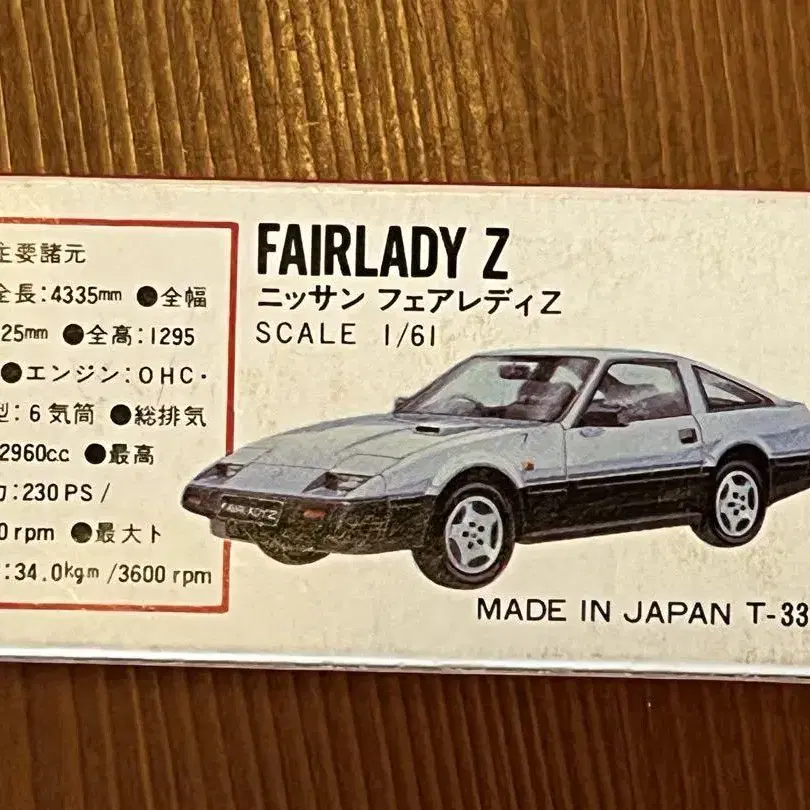 主要諸元
全長:4335mm ●全幅
25mm ●全高:1295
●エンジン:OHC・
型:6気筒 ●総排気
2960cc ●最高
力:230PS/
0rpm ●最大ト
:34.0kgm/3600rpm
FAIRLADY Z
ニッサン フェアレディZ
SCALE 1/61
FAIRLADY Z
MADE IN JAPAN T-33